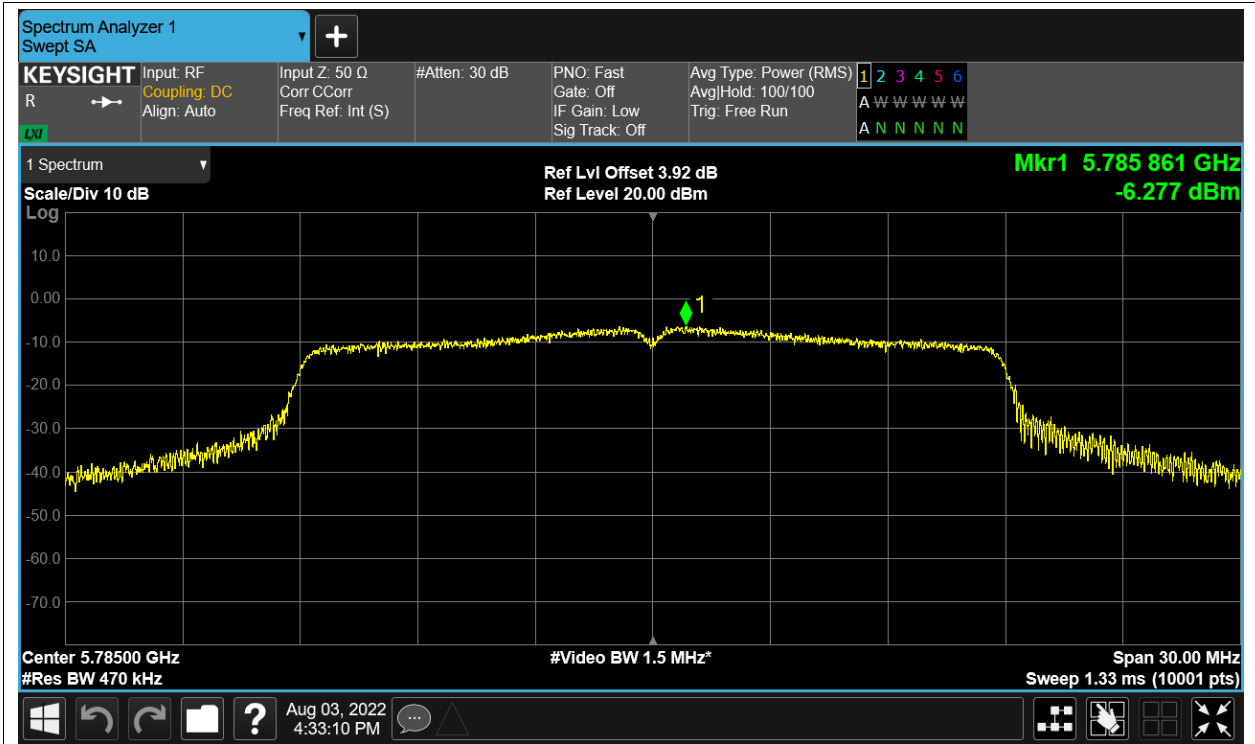 Spectrum Analyzer 1
Swept SA
KEYSIGHT
R
LXI
Input: RF
Coupling: DC
Align: Auto
Input Z: 50 Ω
Corr CCorr
Freq Ref: Int (S)
#Atten: 30 dB
PNO: Fast
Gate: Off
IF Gain: Low
Sig Track: Off
Avg Type: Power (RMS)
Avg|Hold: 100/100
Trig: Free Run
1 2 3 4 5 6
A W W W W W
A N N N N N
1 Spectrum
Scale/Div 10 dB
Log
Ref Lvl Offset 3.92 dB
Ref Level 20.00 dBm
Mkr1 5.785 861 GHz
-6.277 dBm
10.0
0.00
-10.0
-20.0
-30.0
-40.0
-50.0
-60.0
-70.0
1
Center 5.78500 GHz
#Res BW 470 kHz
#Video BW 1.5 MHz*
Span 30.00 MHz
Sweep 1.33 ms (10001 pts)
?
Aug 03, 2022
4:33:10 PM